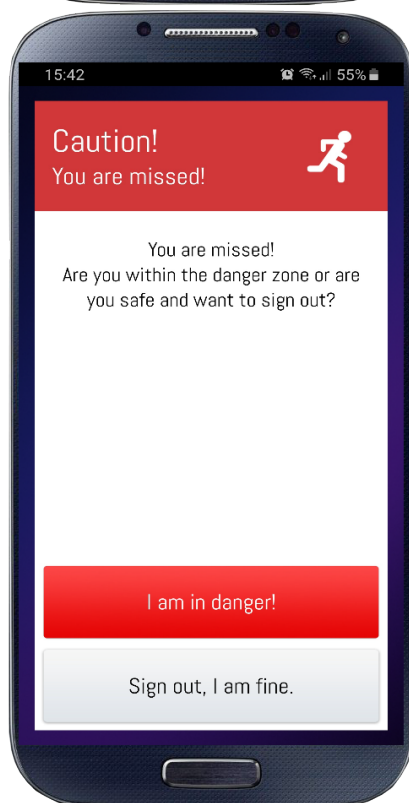 15:42 55%
Caution!
You are missed!
You are missed!
Are you within the danger zone or are
you safe and want to sign out?
I am in danger!
Sign out, I am fine.